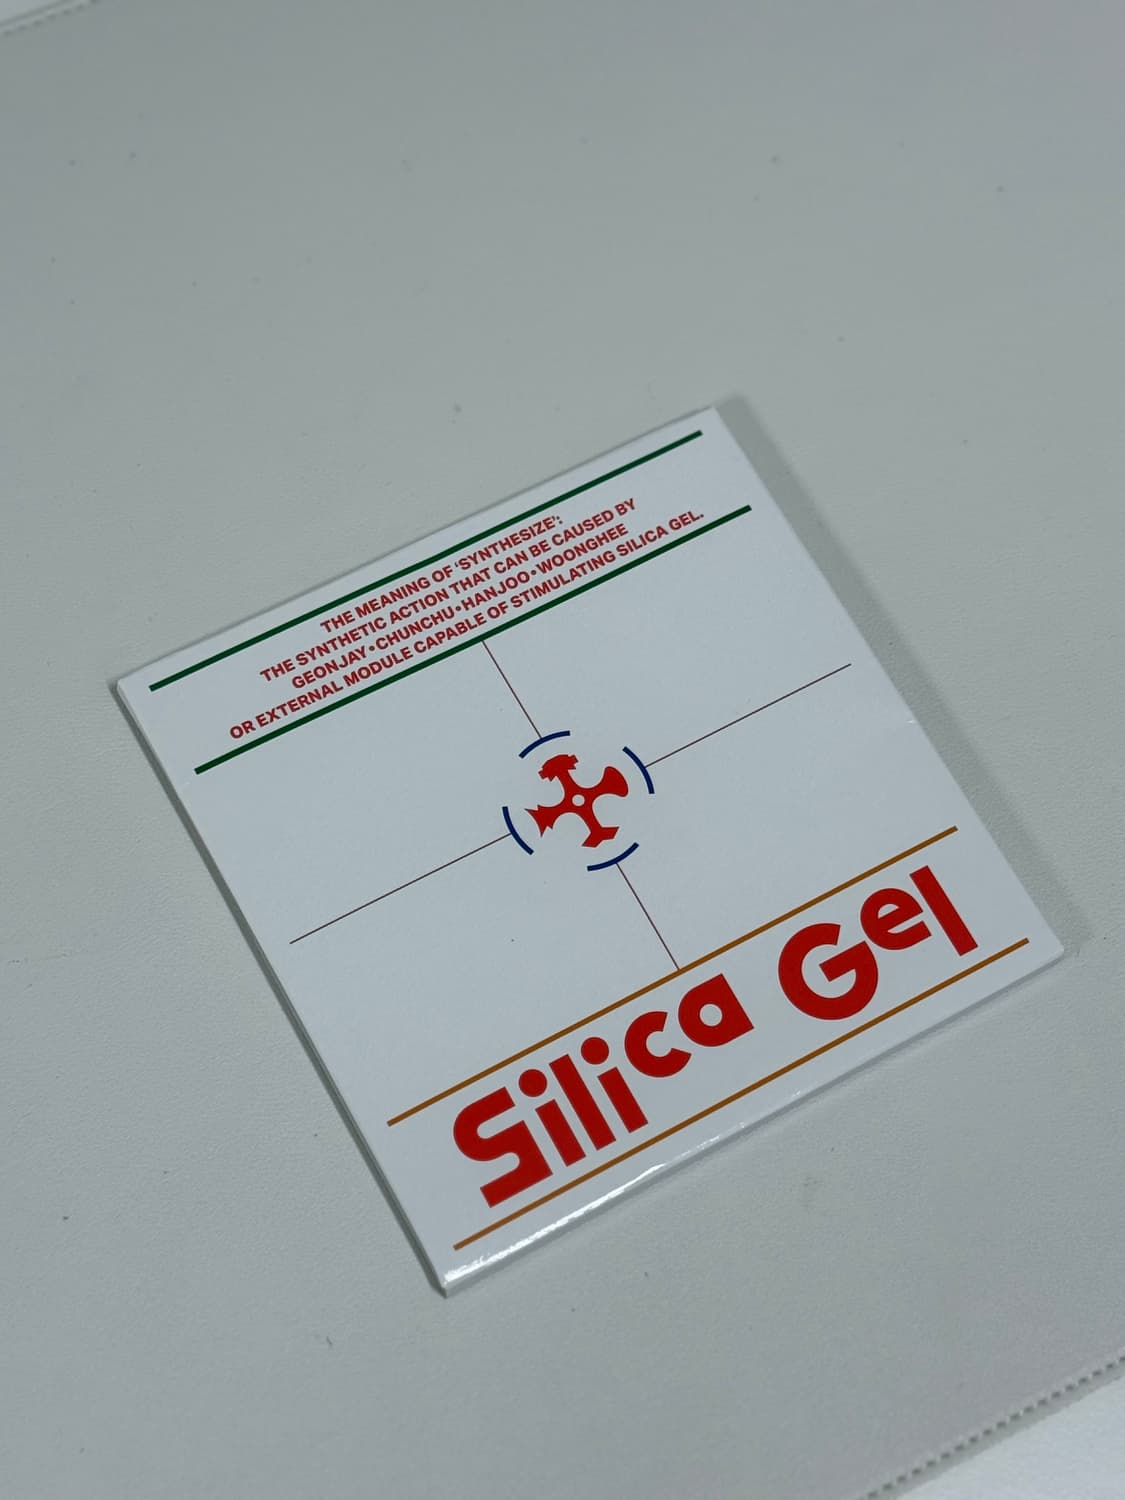 THE MEANING OF 'SYNTHESIZE':
THE SYNTHETIC ACTION THAT CAN BE CAUSED BY
GEONJAY•CHUNCHU•HANJOO•WOONGHEE
OR EXTERNAL MODULE CAPABLE OF STIMULATING SILICA GEL.
Silica Gel